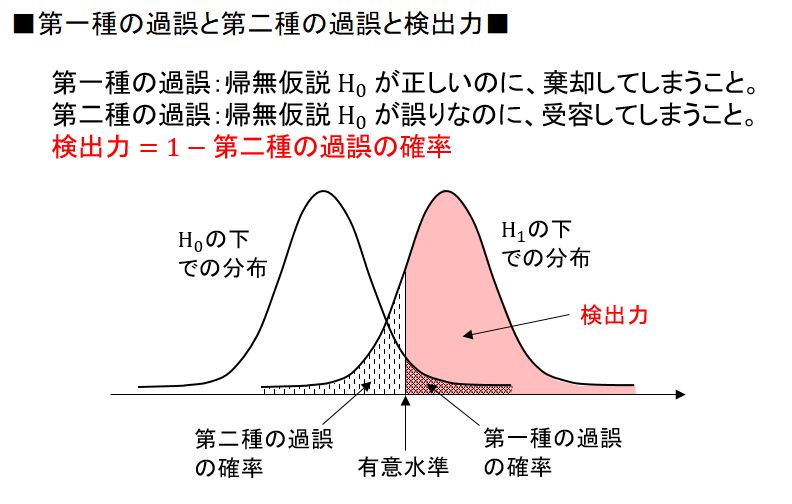 ■第一種の過誤と第二種の過誤と検出力■
第一種の過誤：帰無仮説 H₀ が正しいのに、棄却してしまうこと。
第二種の過誤：帰無仮説 H₀ が誤りなのに、受容してしまうこと。
検出力 = 1 − 第二種の過誤の確率
H₀の下
での分布
H₁の下
での分布
検出力
第二種の過誤
の確率
有意水準
第一種の過誤
の確率